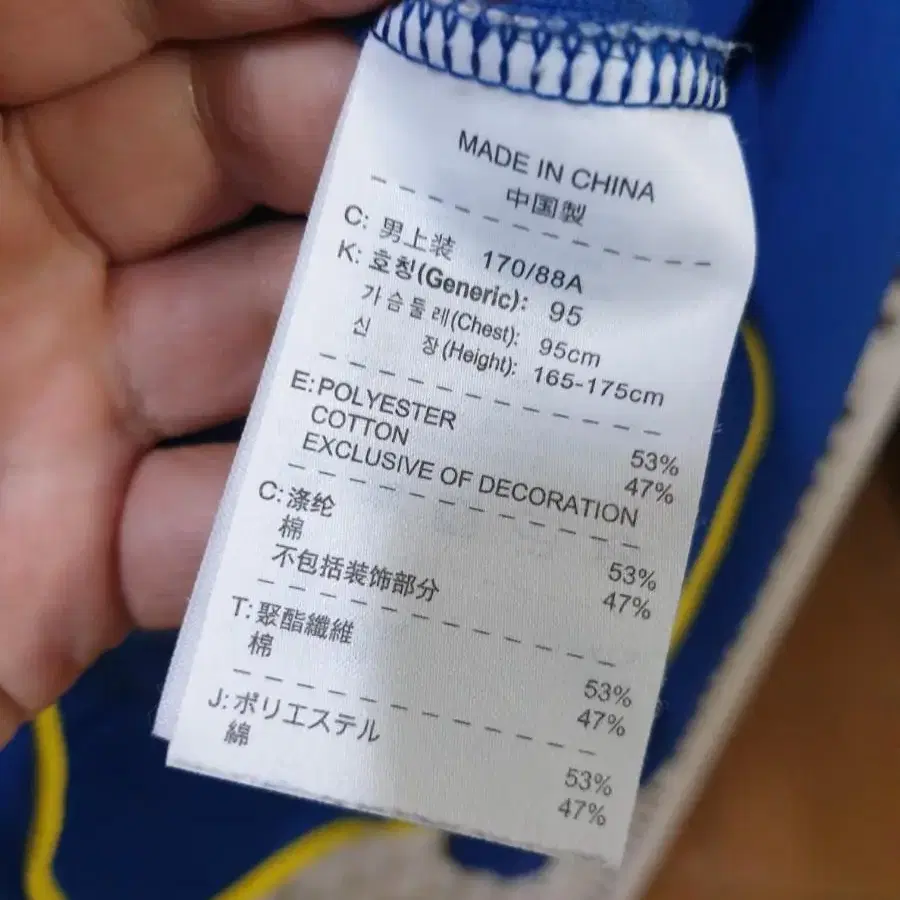 MADE IN CHINA
中国製
C: 男上装 170/88A
K: 호칭(Generic): 95
가슴둘레(Chest): 95cm
신 장(Height): 165-175cm
E: POLYESTER 53%
COTTON 47%
EXCLUSIVE OF DECORATION
C: 涤纶 53%
棉 47%
不包括装饰部分
T: 聚酯纖維 53%
棉 47%
J: ポリエステル 53%
綿 47%